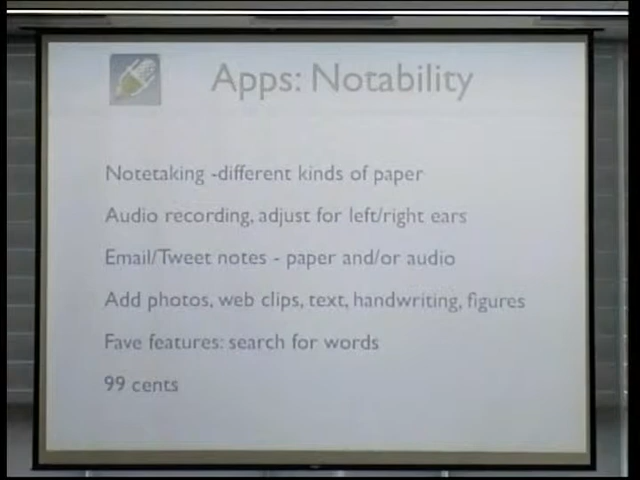 Apps: Notability
Notetaking -different kinds of paper
Audio recording, adjust for left/right ears
Email/Tweet notes - paper and/or audio
Add photos, web clips, text, handwriting, figures
Fave features: search for words
99 cents